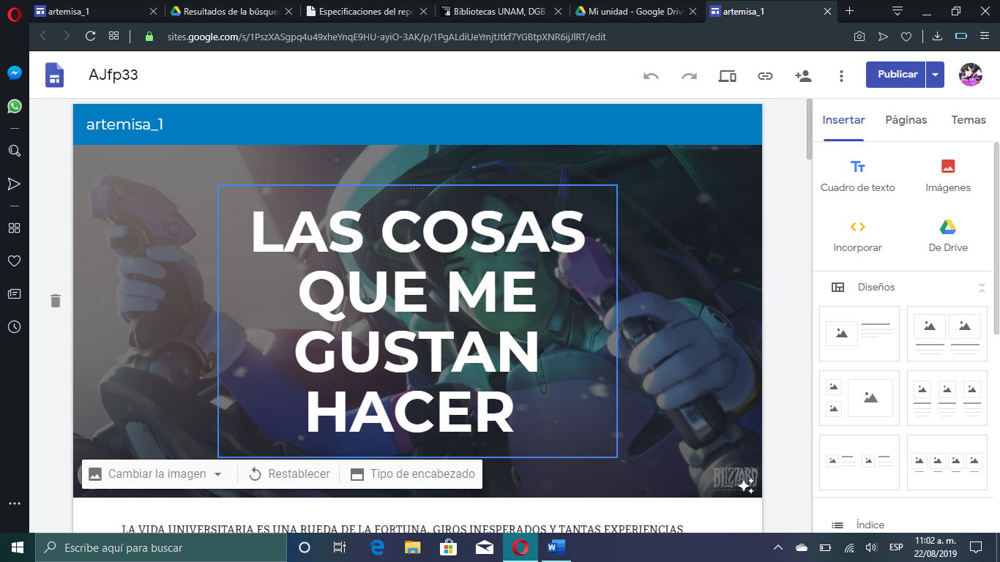 artemisa_1
Resultados de la búsque
Especificaciones del repo
Bibliotecas UNAM, DGB
Mi unidad - Google Drive
artemisa_1
sites.google.com/s/1PszXASgpq4u49xheYnqE9HU-ayiO-3AK/p/1PgALdiUeYmjtJtkf7YGBtpXNR6ijJlRT/edit
AJfp33
Publicar
artemisa_1
Insertar
Páginas
Temas
Cuadro de texto
Imágenes
Incorporar
De Drive
Diseños
LAS COSAS
QUE ME
GUSTAN
HACER
Cambiar la imagen
Restablecer
Tipo de encabezado
BLIZZARD
ENTERTAINMENT
LA VIDA UNIVERSITARIA ES UNA RUEDA DE LA FORTUNA, GIROS INESPERADOS Y TANTAS EXPERIENCIAS
Índice
Escribe aquí para buscar
ESP
11:02 a. m.
22/08/2019